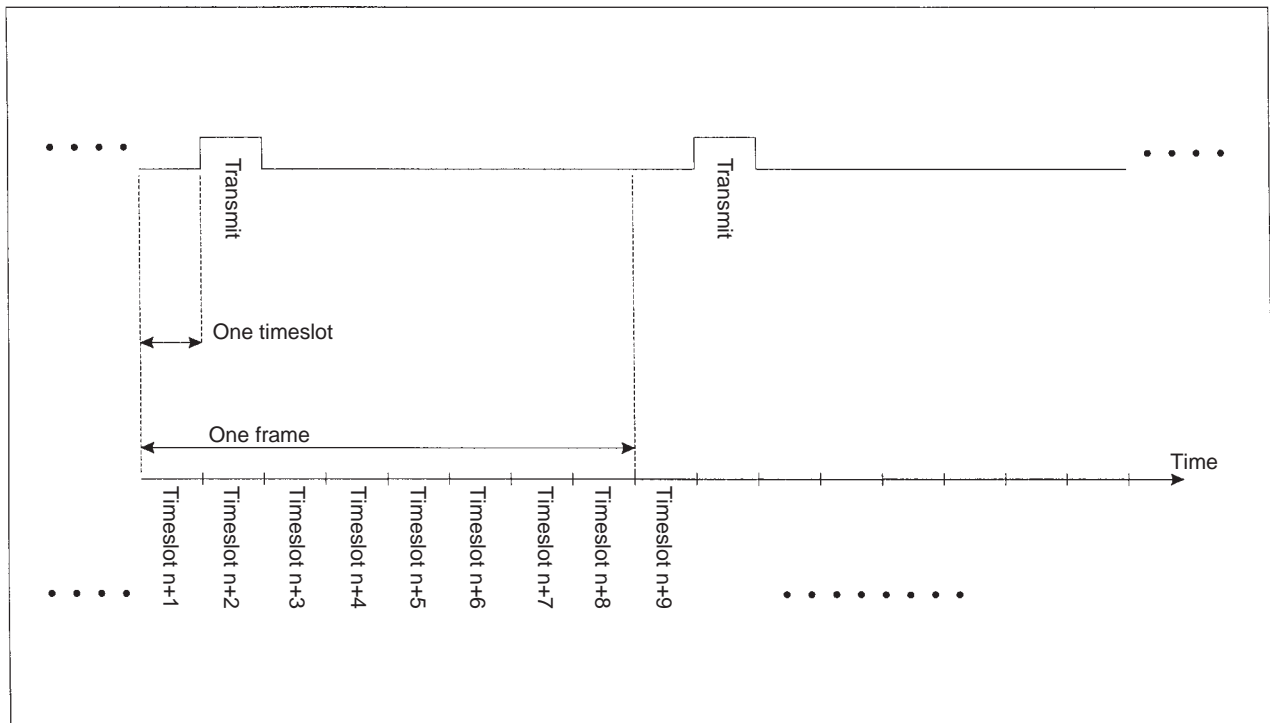 Transmit
Transmit
One timeslot
One frame
Time
Timeslot n+1
Timeslot n+2
Timeslot n+3
Timeslot n+4
Timeslot n+5
Timeslot n+6
Timeslot n+7
Timeslot n+8
Timeslot n+9